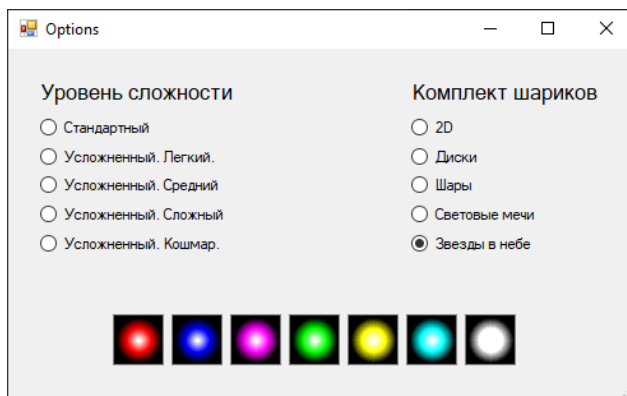 Options
Уровень сложности
Стандартный
Усложненный. Легкий.
Усложненный. Средний
Усложненный. Сложный
Усложненный. Кошмар.
Комплект шариков
2D
Диски
Шары
Световые мечи
Звезды в небе